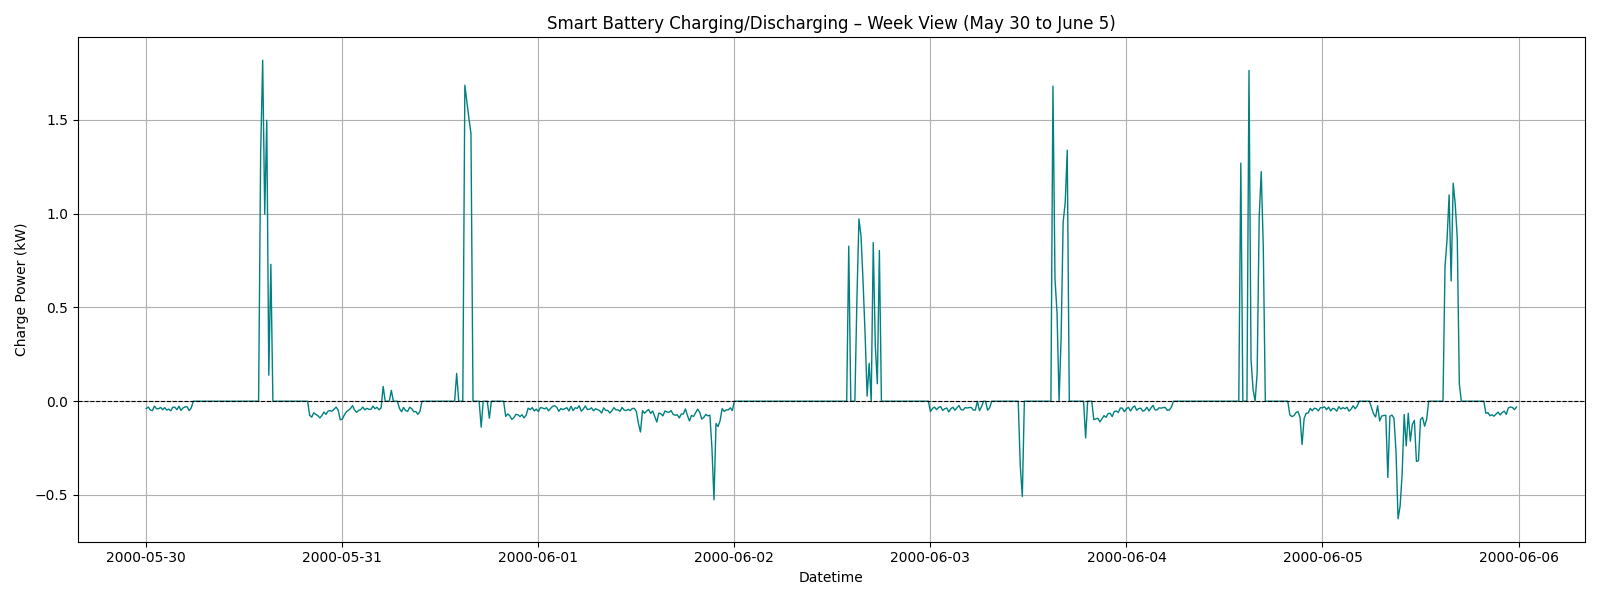 Smart Battery Charging/Discharging – Week View (May 30 to June 5)
Charge Power (kW)
1.5
1.0
0.5
0.0
−0.5
2000-05-30 2000-05-31 2000-06-01 2000-06-02 2000-06-03 2000-06-04 2000-06-05 2000-06-06
Datetime